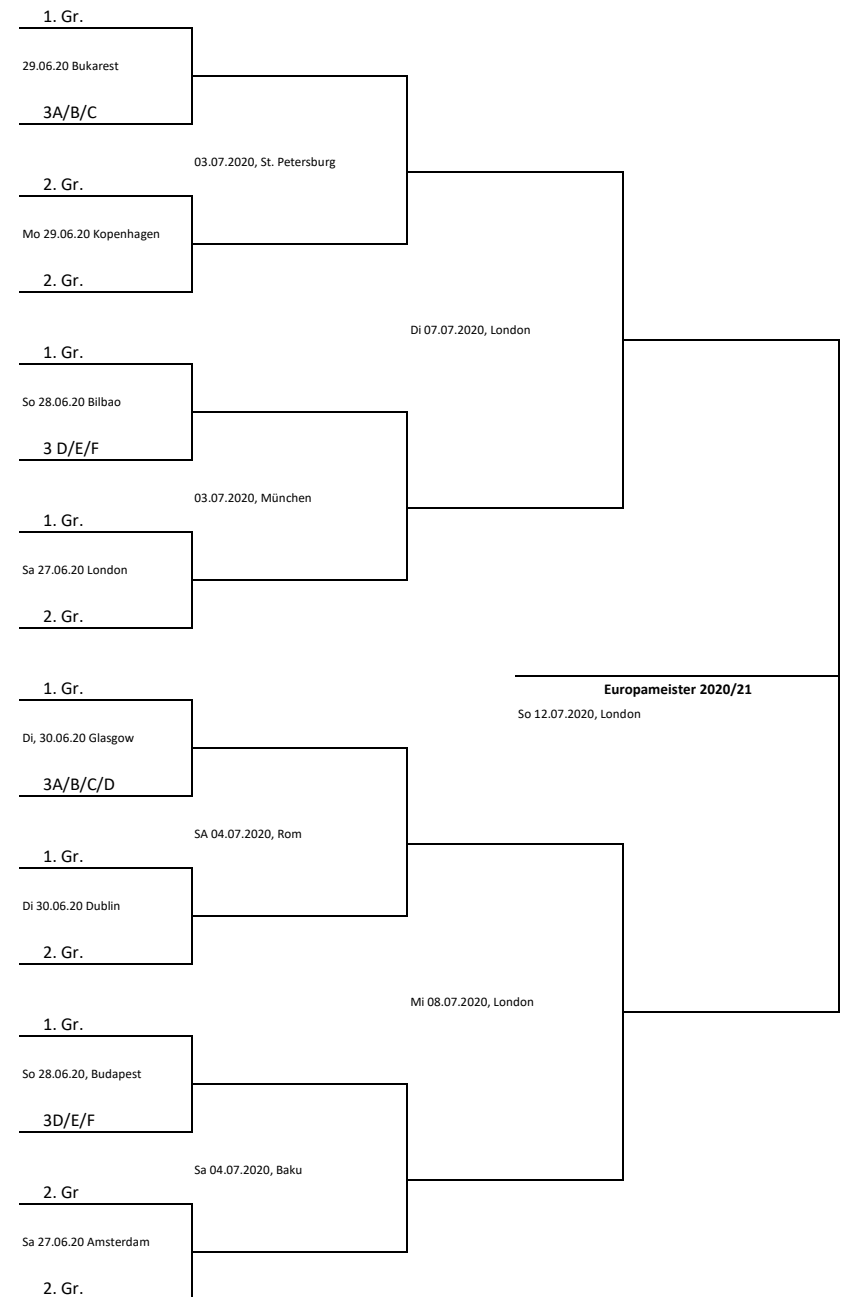 1. Gr.
29.06.20 Bukarest
3A/B/C
03.07.2020, St. Petersburg
2. Gr.
Mo 29.06.20 Kopenhagen
2. Gr.
Di 07.07.2020, London
1. Gr.
So 28.06.20 Bilbao
3 D/E/F
03.07.2020, München
1. Gr.
Sa 27.06.20 London
2. Gr.
1. Gr.
Europameister 2020/21
So 12.07.2020, London
Di, 30.06.20 Glasgow
3A/B/C/D
SA 04.07.2020, Rom
1. Gr.
Di 30.06.20 Dublin
2. Gr.
Mi 08.07.2020, London
1. Gr.
So 28.06.20, Budapest
3D/E/F
Sa 04.07.2020, Baku
2. Gr
Sa 27.06.20 Amsterdam
2. Gr.